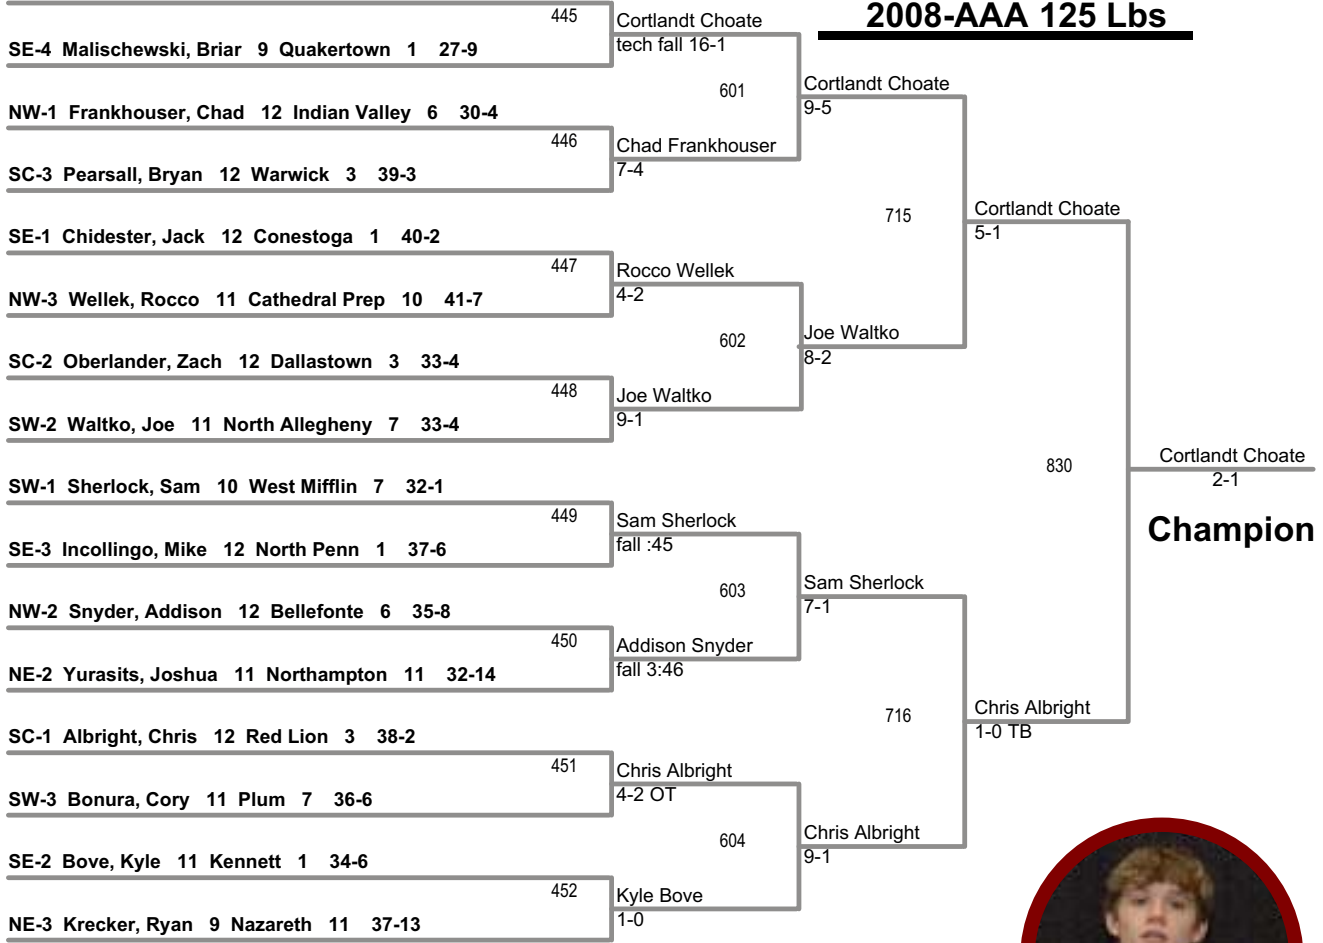 2008-AAA 125 Lbs
445
Cortlandt Choate
tech fall 16-1
SE-4 Malischewski, Briar 9 Quakertown 1 27-9
601
Cortlandt Choate
9-5
NW-1 Frankhouser, Chad 12 Indian Valley 6 30-4
446
Chad Frankhouser
7-4
SC-3 Pearsall, Bryan 12 Warwick 3 39-3
715
Cortlandt Choate
5-1
SE-1 Chidester, Jack 12 Conestoga 1 40-2
447
Rocco Wellek
4-2
NW-3 Wellek, Rocco 11 Cathedral Prep 10 41-7
602
Joe Waltko
8-2
SC-2 Oberlander, Zach 12 Dallastown 3 33-4
448
Joe Waltko
9-1
SW-2 Waltko, Joe 11 North Allegheny 7 33-4
830
Cortlandt Choate
2-1
Champion
SW-1 Sherlock, Sam 10 West Mifflin 7 32-1
449
Sam Sherlock
fall :45
SE-3 Incollingo, Mike 12 North Penn 1 37-6
603
Sam Sherlock
7-1
NW-2 Snyder, Addison 12 Bellefonte 6 35-8
450
Addison Snyder
fall 3:46
NE-2 Yurasits, Joshua 11 Northampton 11 32-14
716
Chris Albright
1-0 TB
SC-1 Albright, Chris 12 Red Lion 3 38-2
451
Chris Albright
4-2 OT
SW-3 Bonura, Cory 11 Plum 7 36-6
604
Chris Albright
9-1
SE-2 Bove, Kyle 11 Kennett 1 34-6
452
Kyle Bove
1-0
NE-3 Krecker, Ryan 9 Nazareth 11 37-13